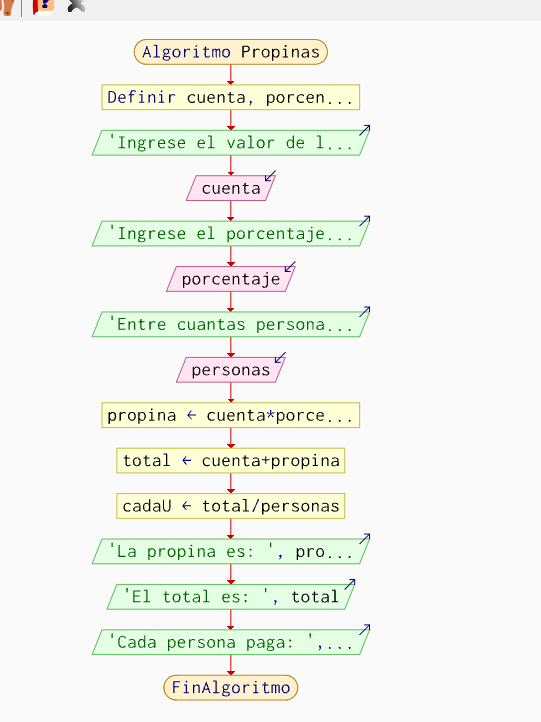 Algoritmo Propinas
Definir cuenta, porcen...
'Ingrese el valor de l...
cuenta
'Ingrese el porcentaje...
porcentaje
'Entre cuantas persona...
personas
propina ← cuenta*porce...
total ← cuenta+propina
cadaU ← total/personas
'La propina es: ', pro...
'El total es: ', total
'Cada persona paga: ',...
FinAlgoritmo